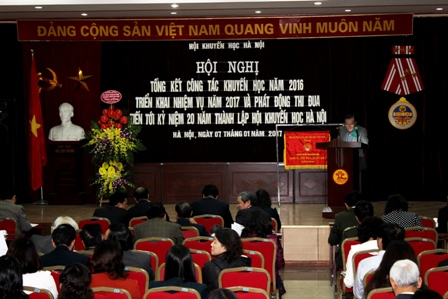 ĐẢNG CỘNG SẢN VIỆT NAM QUANG VINH MUÔN NĂM
HỘI KHUYẾN HỌC HÀ NỘI
HỘI NGHỊ
TỔNG KẾT CÔNG TÁC KHUYẾN HỌC NĂM 2016
TRIỂN KHAI NHIỆM VỤ NĂM 2017 VÀ PHÁT ĐỘNG THI ĐUA
TIẾN TỚI KỶ NIỆM 20 NĂM THÀNH LẬP HỘI KHUYẾN HỌC HÀ NỘI
HÀ NỘI, NGÀY 07 THÁNG 01 NĂM 2017